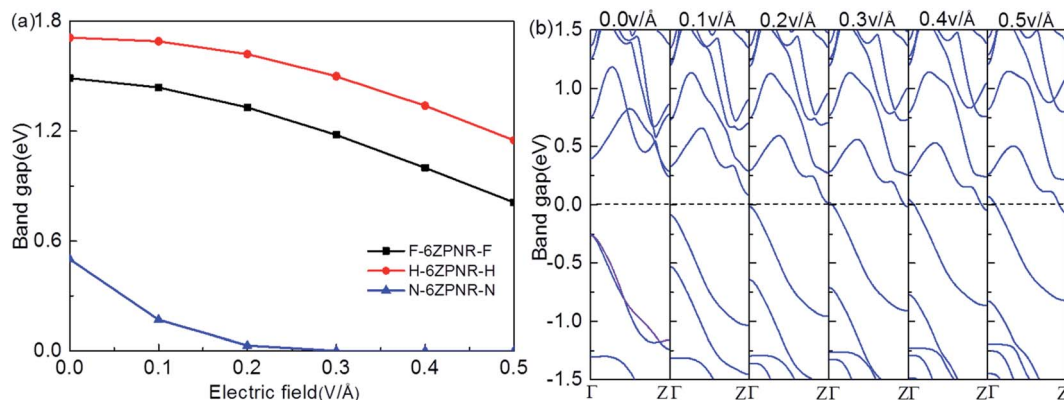 (a)
1.8
1.2
0.6
0.0
Band gap(eV)
F-6ZPNR-F
H-6ZPNR-H
N-6ZPNR-N
0.0 0.1 0.2 0.3 0.4 0.5
Electric field(V/Å)
(b)
0.0v/Å 0.1v/Å 0.2v/Å 0.3v/Å 0.4v/Å 0.5v/Å
1.5
1.0
0.5
0.0
-0.5
-1.0
-1.5
Band gap(eV)
Γ ZΓ ZΓ ZΓ ZΓ ZΓ Z